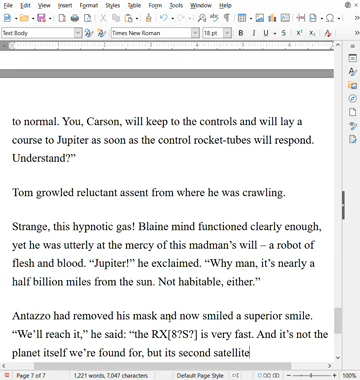 File Edit View Insert Format Styles Table Form Tools Window Help
Text Body Times New Roman 18 pt
to normal. You, Carson, will keep to the controls and will lay a
course to Jupiter as soon as the control rocket-tubes will respond.
Understand?”
Tom growled reluctant assent from where he was crawling.
Strange, this hypnotic gas! Blaine mind functioned clearly enough,
yet he was utterly at the mercy of this madman’s will – a robot of
flesh and blood. “Jupiter!” he exclaimed. “Why man, it’s nearly a
half billion miles from the sun. Not habitable, either.”
Antazzo had removed his mask and now smiled a superior smile.
“We’ll reach it,” he said: “the RX[8?S?] is very fast. And it’s not the
planet itself we’re found for, but its second satellite
Page 7 of 7 1,221 words, 7,047 characters Default Page Style 100%